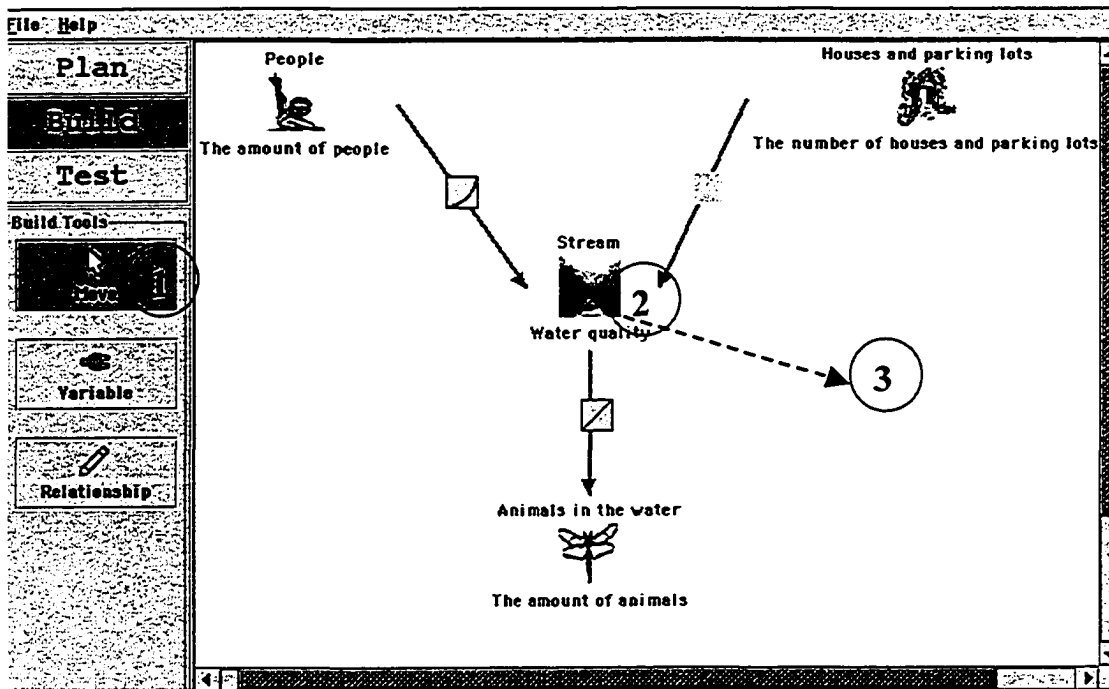 File Help
Plan
Build
Test
Build Tools
Move
1
Variable
Relationship
People
The amount of people
Houses and parking lots
The number of houses and parking lots
Stream
2
Water quality
3
Animals in the water
The amount of animals